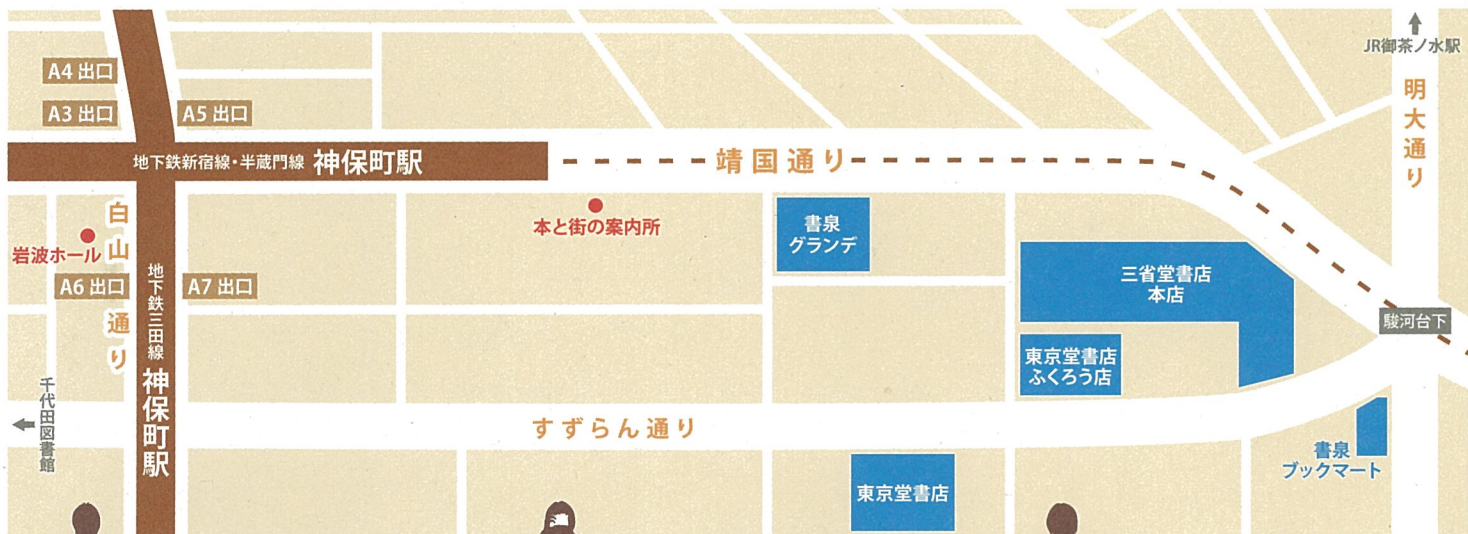 JR御茶ノ水駅
明大通り
A4 出口
A3 出口
A5 出口
地下鉄新宿線・半蔵門線 神保町駅
靖国通り
白山通り
岩波ホール
本と街の案内所
書泉
グランデ
A6 出口
A7 出口
地下鉄三田線 神保町駅
三省堂書店
本店
駿河台下
東京堂書店
ふくろう店
千代田図書館
すずらん通り
書泉
ブックマート
東京堂書店